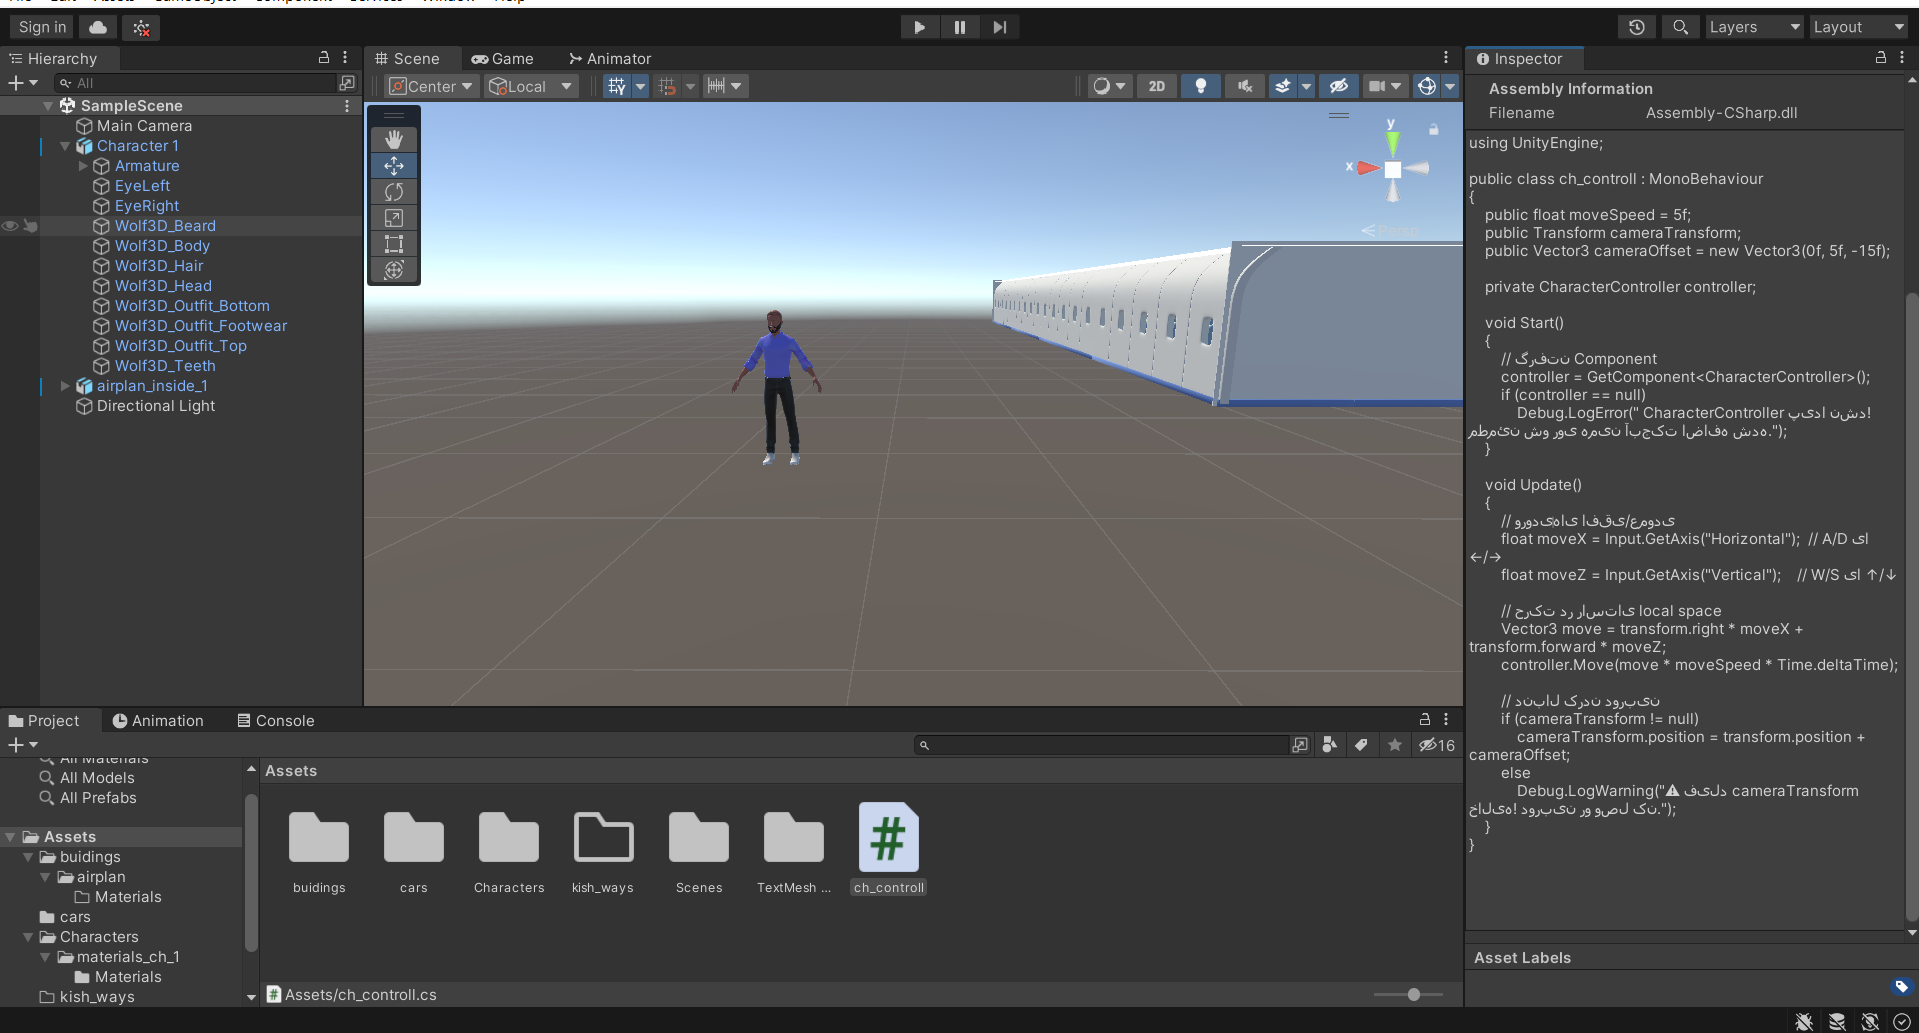 Sign in
Layers
Layout
Hierarchy
Scene
Game
Animator
Inspector
All
Center
Local
2D
SampleScene
Main Camera
Character 1
Armature
EyeLeft
EyeRight
Wolf3D_Beard
Wolf3D_Body
Wolf3D_Hair
Wolf3D_Head
Wolf3D_Outfit_Bottom
Wolf3D_Outfit_Footwear
Wolf3D_Outfit_Top
Wolf3D_Teeth
airplan_inside_1
Directional Light
y
x
Persp
Assembly Information
Filename Assembly-CSharp.dll
using UnityEngine;
public class ch_controll : MonoBehaviour
{
public float moveSpeed = 5f;
public Transform cameraTransform;
public Vector3 cameraOffset = new Vector3(0f, 5f, -15f);
private CharacterController controller;
void Start()
{
// گرفتن Component
controller = GetComponent<CharacterController>();
if (controller == null)
Debug.LogError(" CharacterController پیدا نشد!
مطمئن شو روی همین آبجکت اضافه شده.");
}
void Update()
{
// ورودی‌های افقی/عمودی
float moveX = Input.GetAxis("Horizontal"); // A/D یا
←/→
float moveZ = Input.GetAxis("Vertical"); // W/S یا ↑/↓
// حرکت در راستای local space
Vector3 move = transform.right * moveX +
transform.forward * moveZ;
controller.Move(move * moveSpeed * Time.deltaTime);
// دنبال کردن دوربین
if (cameraTransform != null)
cameraTransform.position = transform.position +
cameraOffset;
else
Debug.LogWarning("⚠ فیلد cameraTransform
خالیه! دوربین رو وصل کن.");
}
}
Asset Labels
Project
Animation
Console
16
All Materials
All Models
All Prefabs
Assets
buidings
airplan
Materials
cars
Characters
materials_ch_1
Materials
kish_ways
Assets
buidings
cars
Characters
kish_ways
Scenes
TextMesh ...
ch_controll
Assets/ch_controll.cs